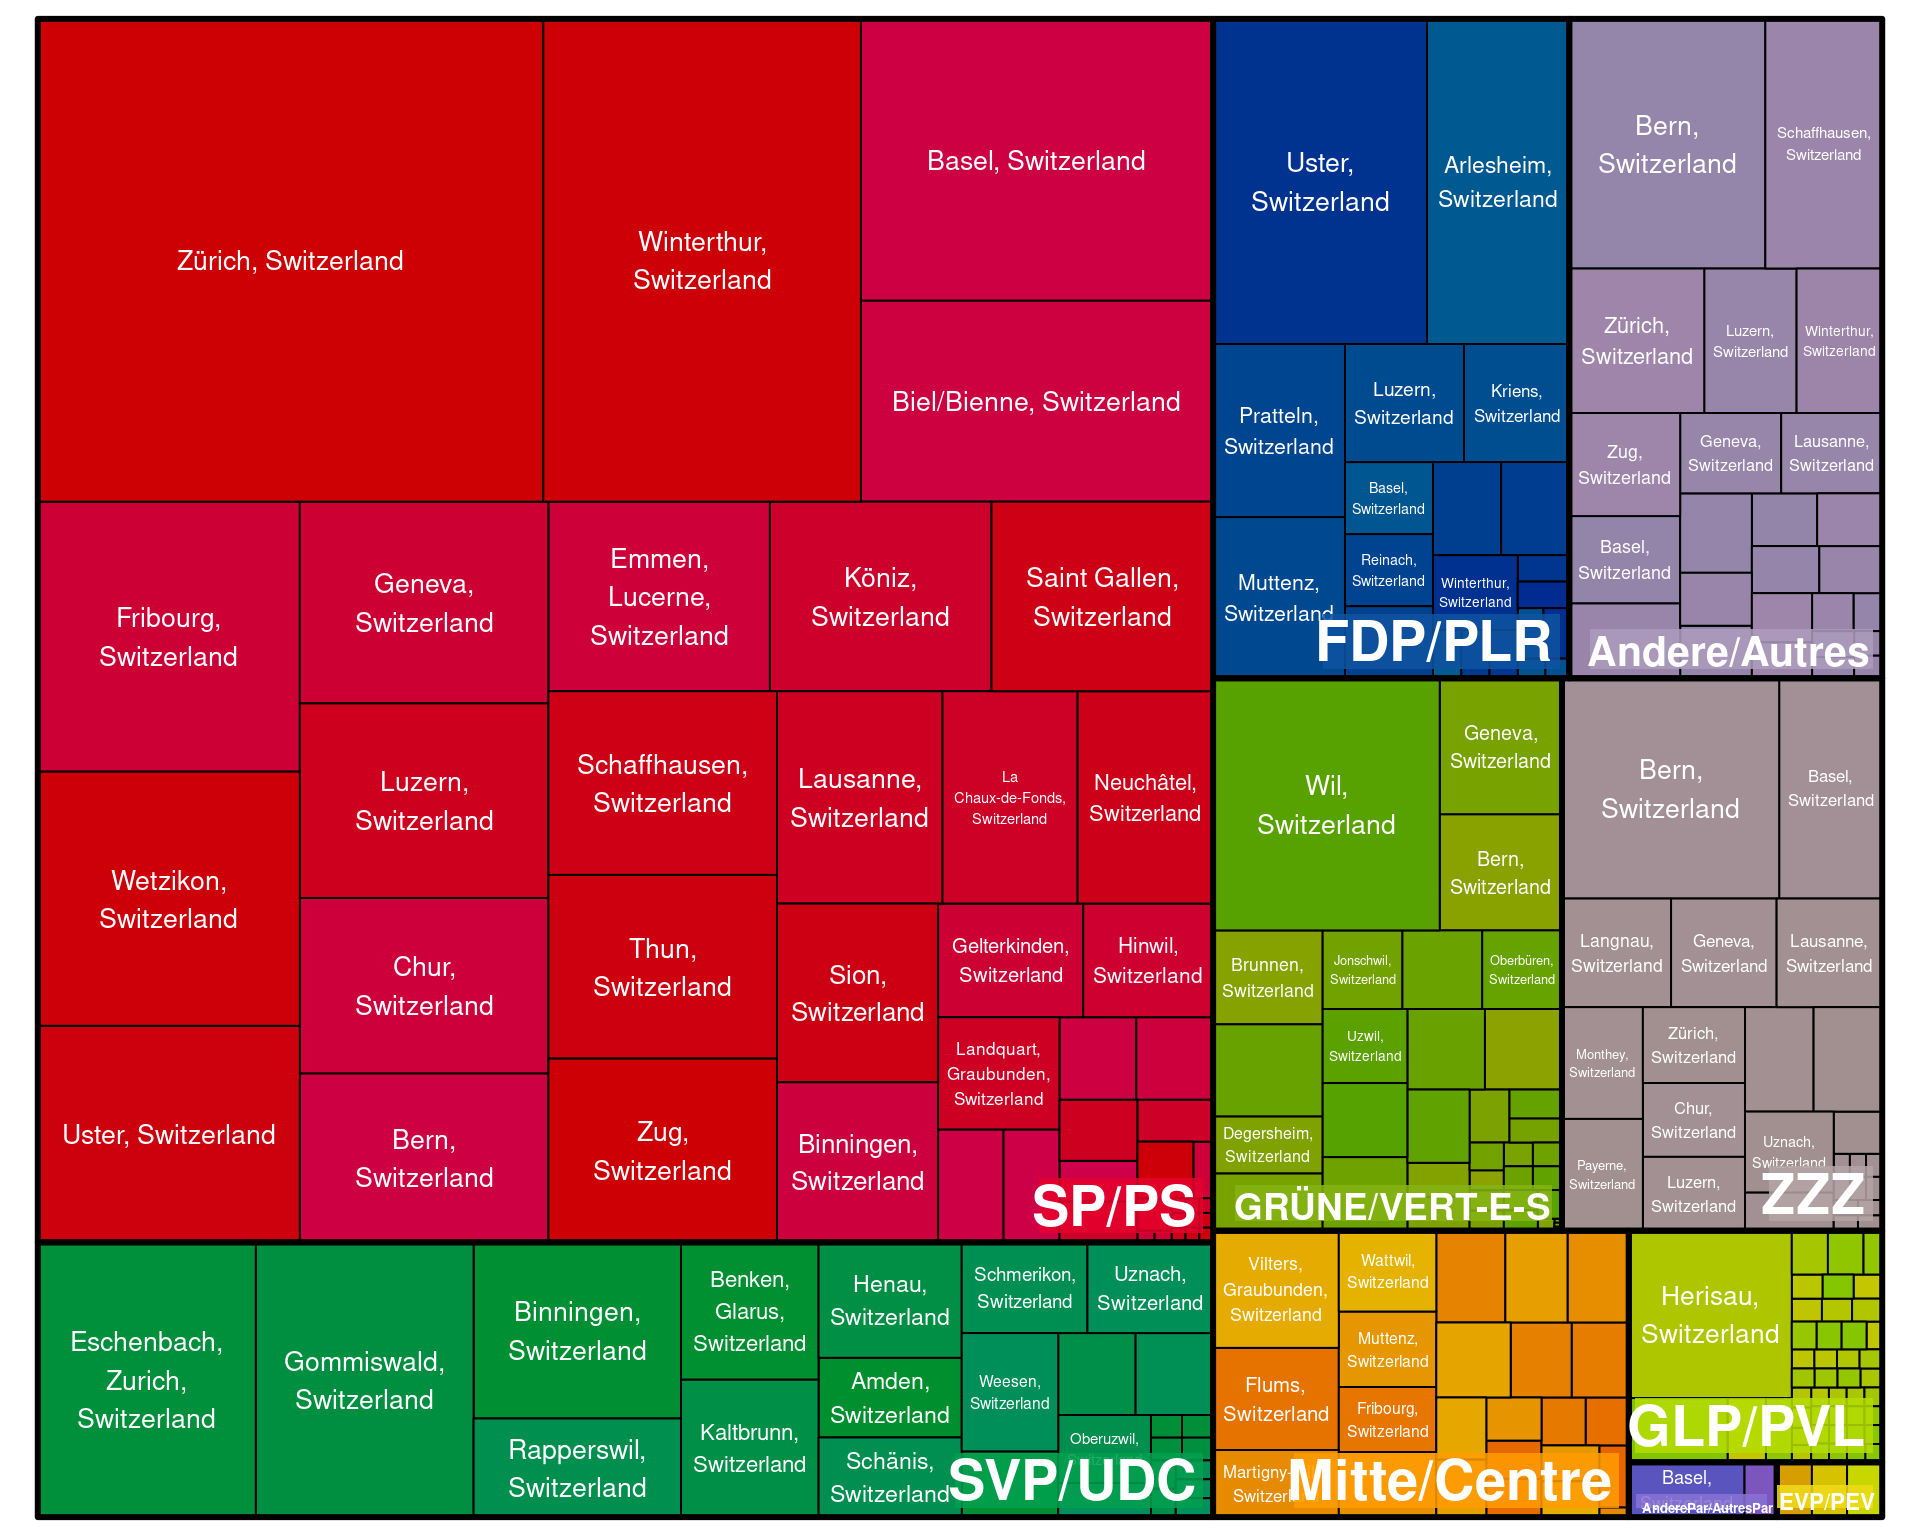 Zürich, Switzerland
Winterthur,
Switzerland
Basel, Switzerland
Biel/Bienne, Switzerland
Fribourg,
Switzerland
Wetzikon,
Switzerland
Uster, Switzerland
Geneva,
Switzerland
Luzern,
Switzerland
Chur,
Switzerland
Bern,
Switzerland
Emmen,
Lucerne,
Switzerland
Köniz,
Switzerland
Saint Gallen,
Switzerland
Schaffhausen,
Switzerland
Thun,
Switzerland
Zug,
Switzerland
Lausanne,
Switzerland
La
Chaux-de-Fonds,
Switzerland
Neuchâtel,
Switzerland
Sion,
Switzerland
Binningen,
Switzerland
Gelterkinden,
Switzerland
Hinwil,
Switzerland
Landquart,
Graubunden,
Switzerland
SP/PS
Eschenbach,
Zurich,
Switzerland
Gommiswald,
Switzerland
Binningen,
Switzerland
Rapperswil,
Switzerland
Benken,
Glarus,
Switzerland
Kaltbrunn,
Switzerland
Henau,
Switzerland
Amden,
Switzerland
Schänis,
Switzerland
Schmerikon,
Switzerland
Uznach,
Switzerland
Weesen,
Switzerland
Oberuzwil,
Switzerland
SVP/UDC
Uster,
Switzerland
Arlesheim,
Switzerland
Pratteln,
Switzerland
Muttenz,
Switzerland
Luzern,
Switzerland
Kriens,
Switzerland
Basel,
Switzerland
Reinach,
Switzerland
Winterthur,
Switzerland
FDP/PLR
Bern,
Switzerland
Schaffhausen,
Switzerland
Zürich,
Switzerland
Luzern,
Switzerland
Winterthur,
Switzerland
Zug,
Switzerland
Basel,
Switzerland
Geneva,
Switzerland
Lausanne,
Switzerland
Andere/Autres
Wil,
Switzerland
Geneva,
Switzerland
Bern,
Switzerland
Brunnen,
Switzerland
Degersheim,
Switzerland
Jonschwil,
Switzerland
Oberbüren,
Switzerland
Uzwil,
Switzerland
GRÜNE/VERT-E-S
Bern,
Switzerland
Basel,
Switzerland
Langnau,
Switzerland
Geneva,
Switzerland
Lausanne,
Switzerland
Monthey,
Switzerland
Payerne,
Switzerland
Zürich,
Switzerland
Chur,
Switzerland
Luzern,
Switzerland
Uznach,
Switzerland
ZZZ
Vilters,
Graubunden,
Switzerland
Flums,
Switzerland
Martigny-
Switzerl
Wattwil,
Switzerland
Muttenz,
Switzerland
Fribourg,
Switzerland
Mitte/Centre
Herisau,
Switzerland
GLP/PVL
Basel,
Switzerland
AnderePar/AutresPar
EVP/PEV